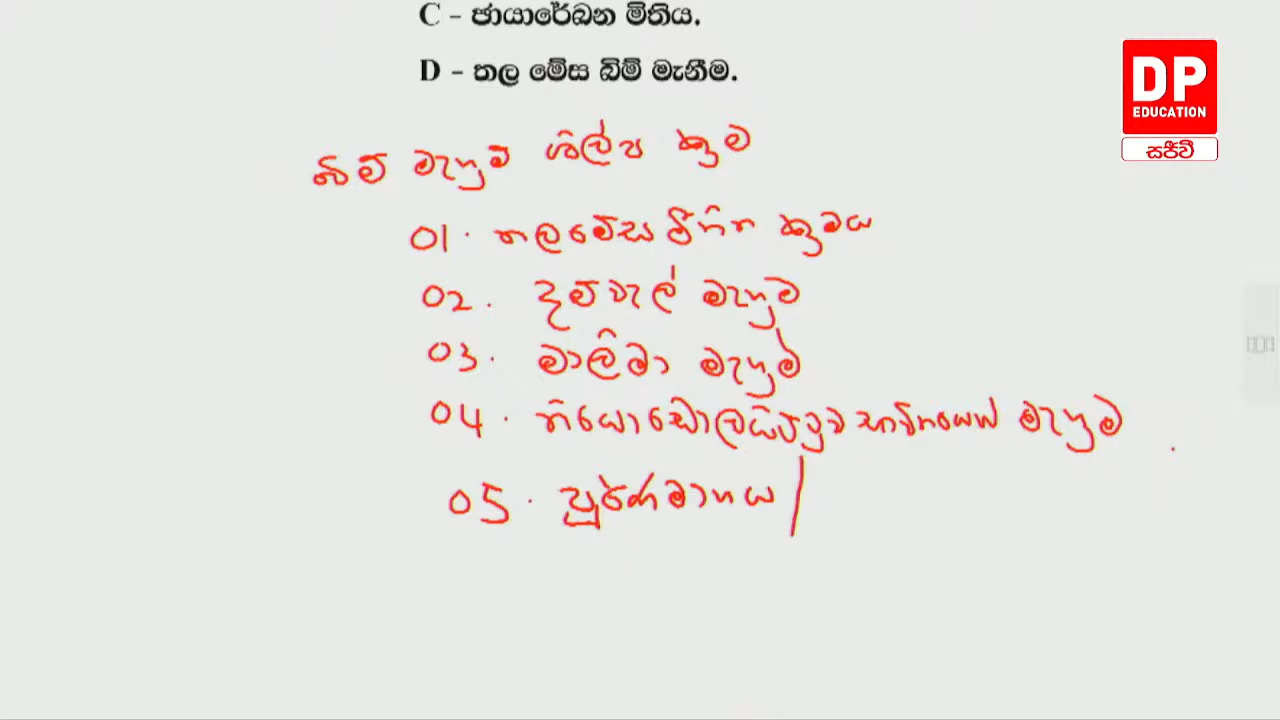 C - ඡායාරේඛන මිතිය.
D - තල මේස බිම් මැනීම.
DP
EDUCATION
සජීවී
බිම් මැනුම් ශිල්ප ක්‍රම
01. තලමේස මිනින ක්‍රමය
02. දම්වැල් මැනුම
03. මාලිමා මැනුම්
04. තියොඩොලයිට්ටුව භාවිතයෙන් මැනුම
05. පූර්ණමානය /